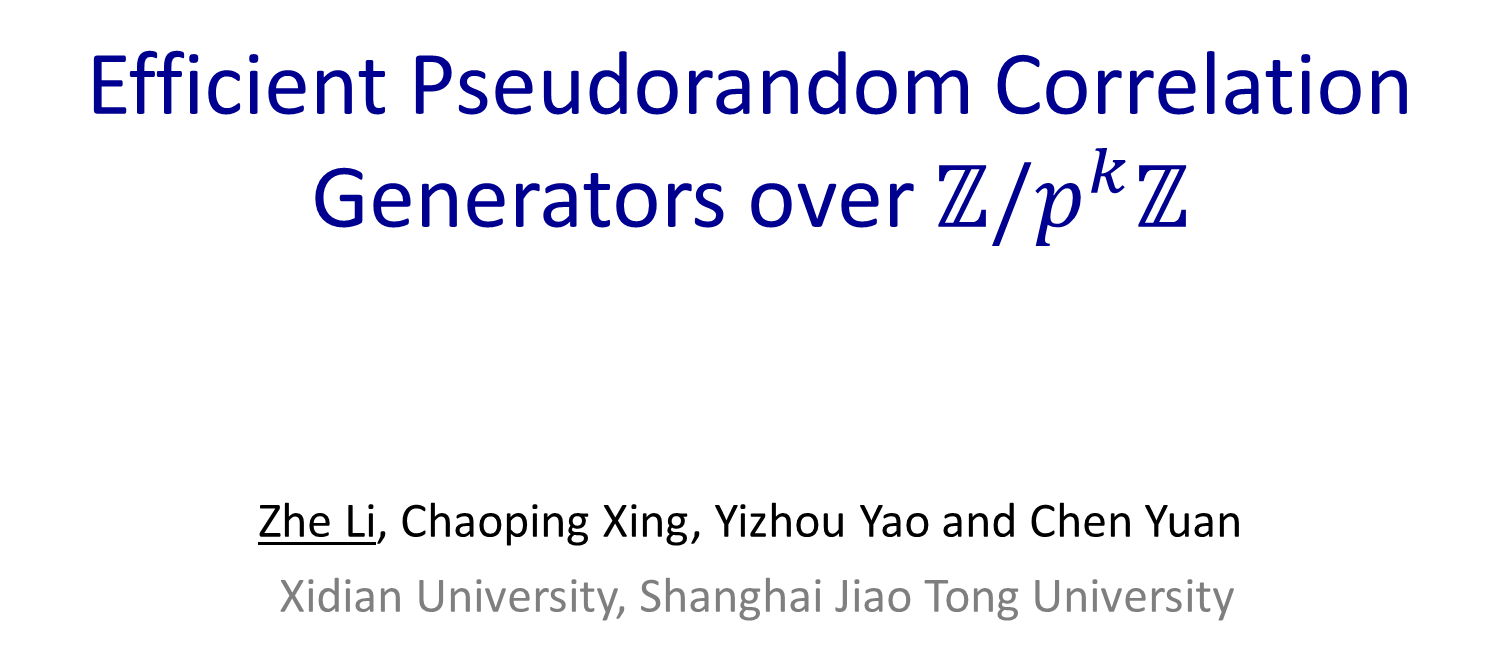 Efficient Pseudorandom Correlation
Generators over ℤ/p^kℤ
Zhe Li, Chaoping Xing, Yizhou Yao and Chen Yuan
Xidian University, Shanghai Jiao Tong University